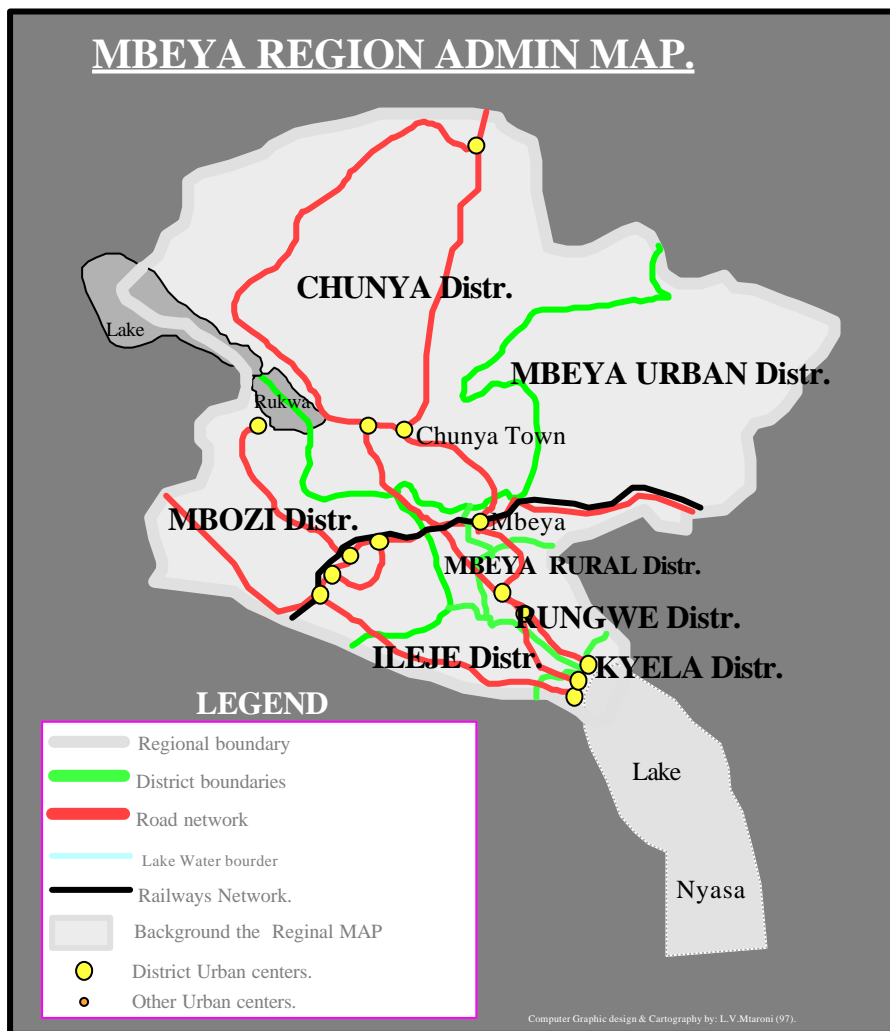 MBEYA REGION ADMIN MAP.
CHUNYA Distr.
Lake
MBEYA URBAN Distr.
Rukwa
Chunya Town
MBOZI Distr.
Mbeya
MBEYA RURAL Distr.
RUNGWE Distr.
ILEJE Distr.
KYELA Distr.
LEGEND
Regional boundary
District boundaries
Road network
Lake Water bourder
Railways Network.
Background the Reginal MAP
District Urban centers.
Other Urban centers.
Lake
Nyasa
Computer Graphic design & Cartography by: L.V.Mtaroni (97).